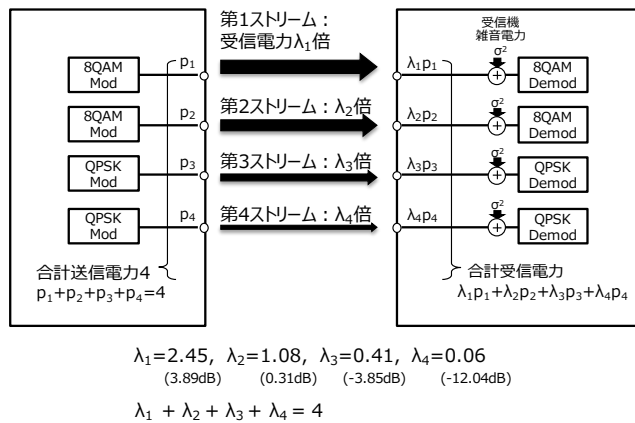 第1ストリーム：
受信電力λ₁倍
受信機
雑音電力
8QAM
Mod
p₁
λ₁p₁
σ²
+
8QAM
Demod
8QAM
Mod
p₂
第2ストリーム：λ₂倍
λ₂p₂
σ²
+
8QAM
Demod
QPSK
Mod
p₃
第3ストリーム：λ₃倍
λ₃p₃
σ²
+
QPSK
Demod
QPSK
Mod
p₄
第4ストリーム：λ₄倍
λ₄p₄
σ²
+
QPSK
Demod
合計送信電力4
p₁+p₂+p₃+p₄=4
合計受信電力
λ₁p₁+λ₂p₂+λ₃p₃+λ₄p₄
λ₁=2.45, λ₂=1.08, λ₃=0.41, λ₄=0.06
(3.89dB) (0.31dB) (-3.85dB) (-12.04dB)
λ₁ + λ₂ + λ₃ + λ₄ = 4